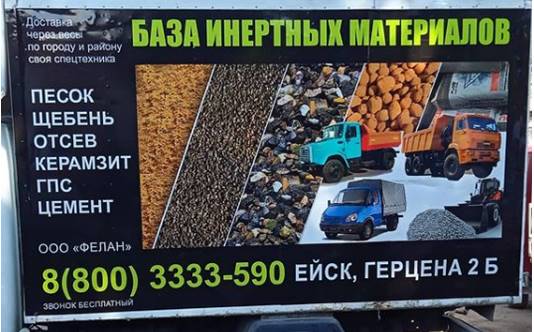 Доставка
через весы
по городу и району
своя спецтехника
БАЗА ИНЕРТНЫХ МАТЕРИАЛОВ
ПЕСОК
ЩЕБЕНЬ
ОТСЕВ
КЕРАМЗИТ
ГПС
ЦЕМЕНТ
ООО «ФЕЛАН»
8(800) 3333-590 ЕЙСК, ГЕРЦЕНА 2 Б
ЗВОНОК БЕСПЛАТНЫЙ